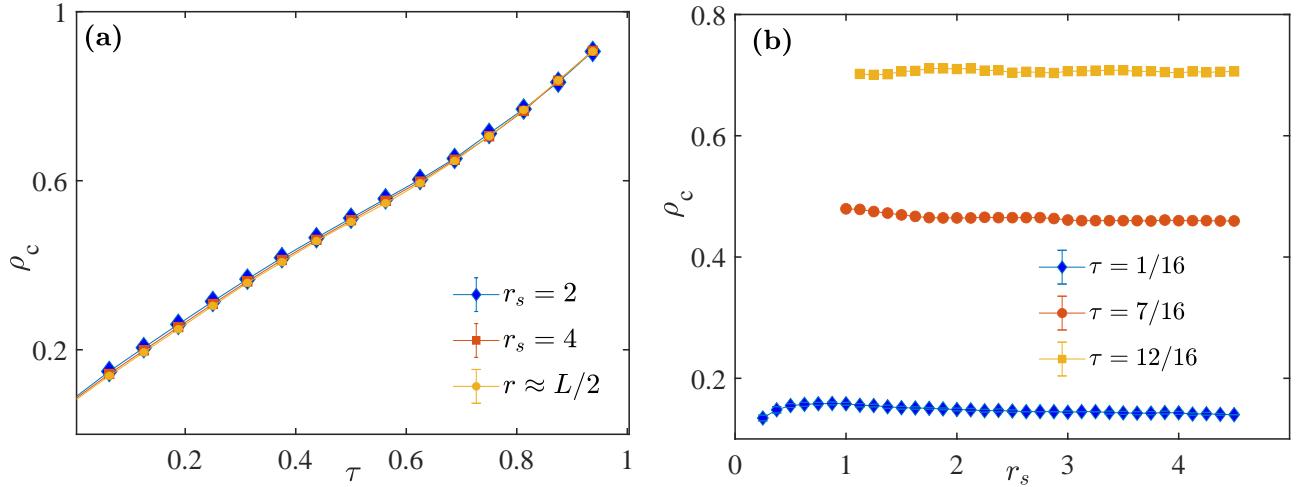 (a)
1
0.6
0.2
ρc
0.2
0.4
0.6
0.8
1
τ
rs = 2
rs = 4
r ≈ L/2
(b)
0.8
0.6
0.4
0.2
ρc
0
1
2
3
4
rs
τ = 1/16
τ = 7/16
τ = 12/16